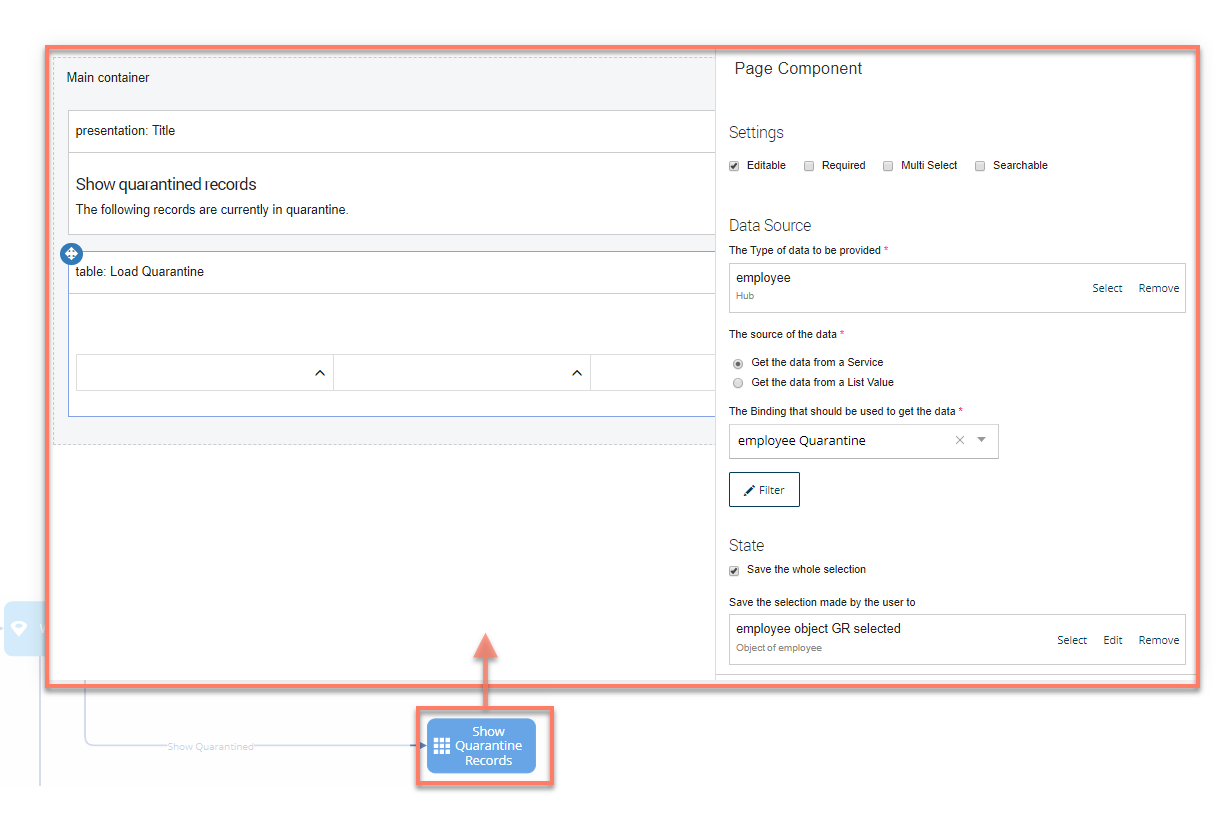 Main container
presentation: Title
Show quarantined records
The following records are currently in quarantine.
table: Load Quarantine
Page Component
Settings
Editable Required Multi Select Searchable
Data Source
The Type of data to be provided *
employee
Hub
Select Remove
The source of the data *
Get the data from a Service
Get the data from a List Value
The Binding that should be used to get the data *
employee Quarantine
Filter
State
Save the whole selection
Save the selection made by the user to
employee object GR selected
Object of employee
Select Edit Remove
Show Quarantined
Show
Quarantine
Records